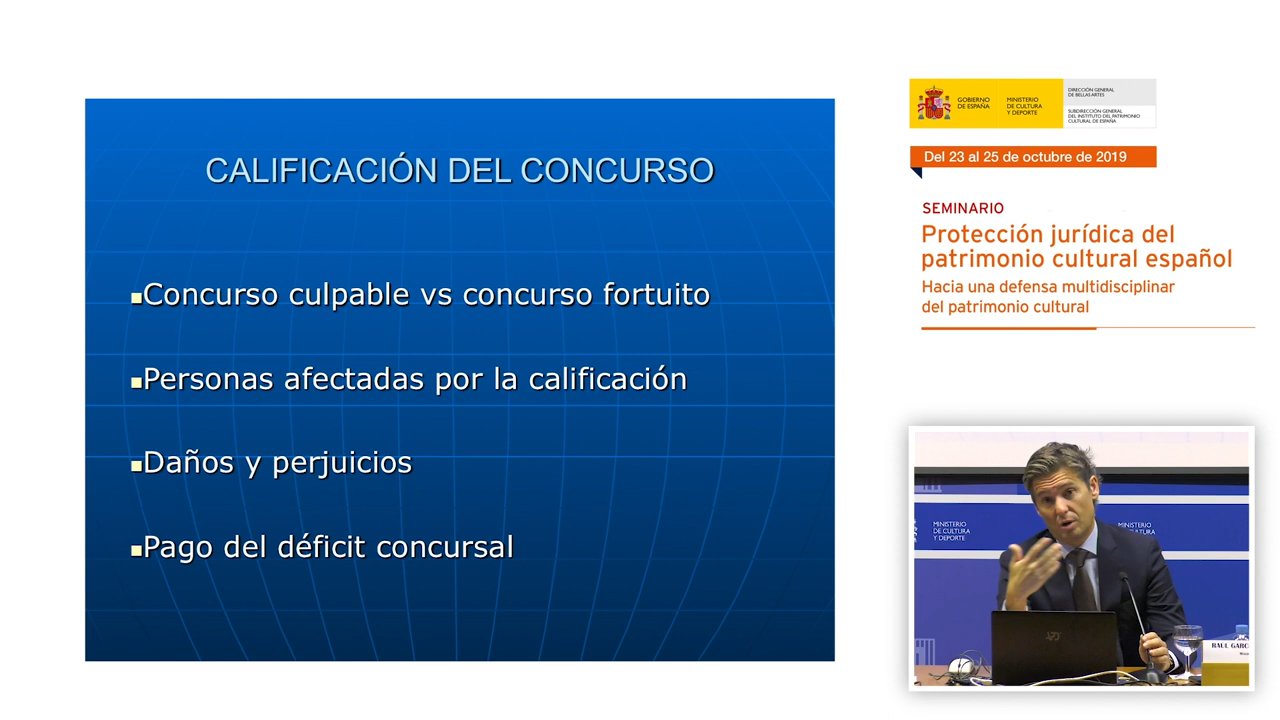 CALIFICACIÓN DEL CONCURSO
Concurso culpable vs concurso fortuito
Personas afectadas por la calificación
Daños y perjuicios
Pago del déficit concursal
GOBIERNO
DE ESPAÑA
MINISTERIO
DE CULTURA
Y DEPORTE
DIRECCIÓN GENERAL
DE BELLAS ARTES
SUBDIRECCIÓN GENERAL
DEL INSTITUTO DEL PATRIMONIO
CULTURAL DE ESPAÑA
Del 23 al 25 de octubre de 2019
SEMINARIO
Protección jurídica del
patrimonio cultural español
Hacia una defensa multidisciplinar
del patrimonio cultural
MINISTERIO
DE CULTURA
Y DEPORTE
MINISTERIO
RAUL GARC